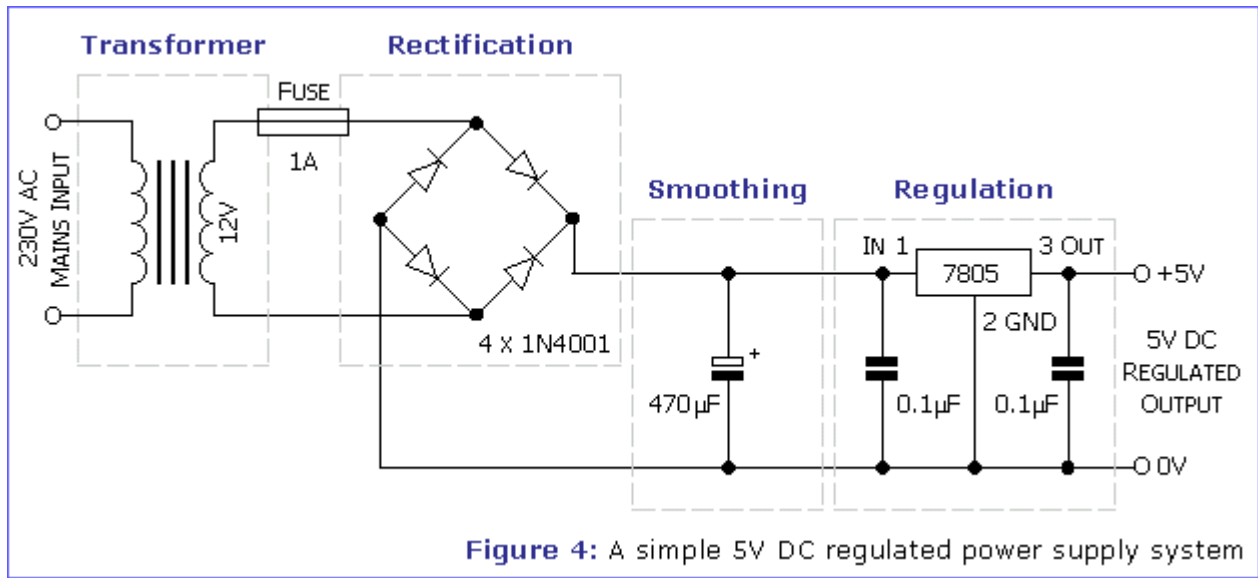 Transformer
Rectification
FUSE
1A
230V AC
MAINS INPUT
12V
4 x 1N4001
Smoothing
+
470µF
Regulation
IN 1
7805
3 OUT
2 GND
0.1µF
0.1µF
+5V
5V DC
REGULATED
OUTPUT
0V
Figure 4: A simple 5V DC regulated power supply system